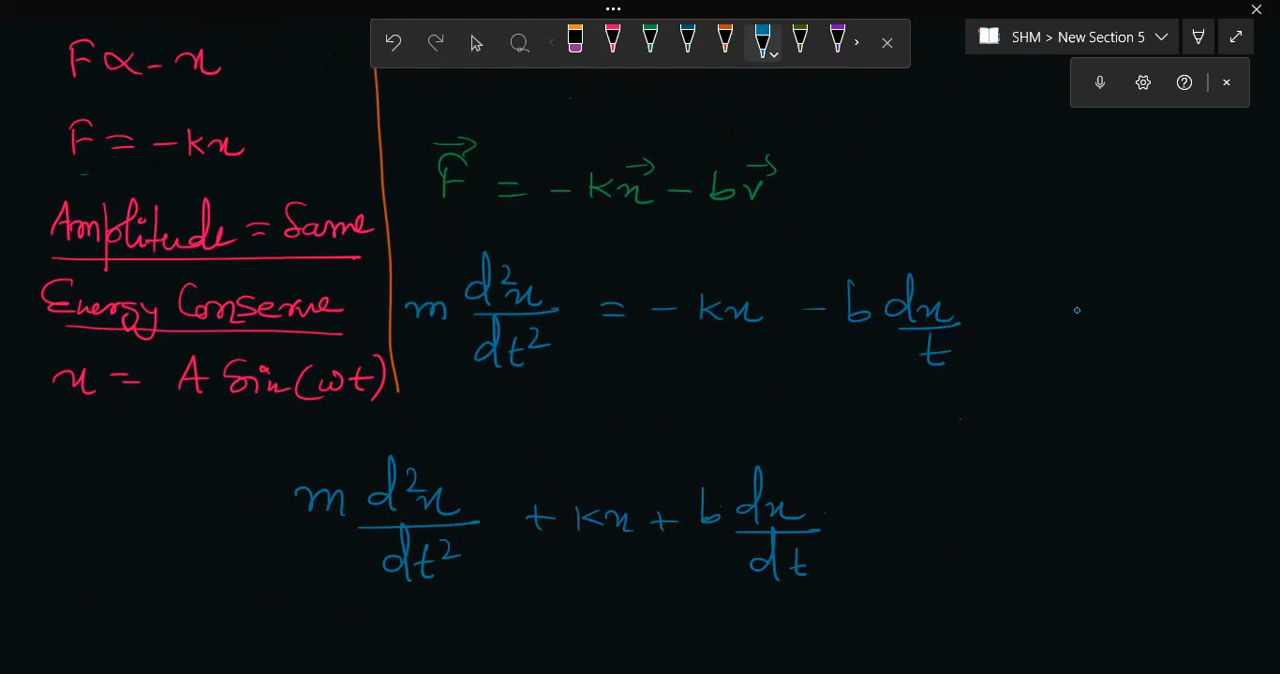 SHM > New Section 5
F ∝ - x
F = - kx
Amplitude = Same
Energy Conserve
x = A Sin(ωt)
F⃗ = - kx⃗ - bv⃗
m d²x/dt² = - kx - b dx/t
m d²x/dt² + kx + b dx/dt